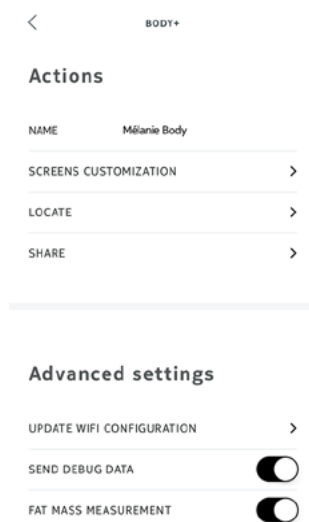 BODY+
Actions
NAME Mélanie Body
SCREENS CUSTOMIZATION
LOCATE
SHARE
Advanced settings
UPDATE WIFI CONFIGURATION
SEND DEBUG DATA
FAT MASS MEASUREMENT